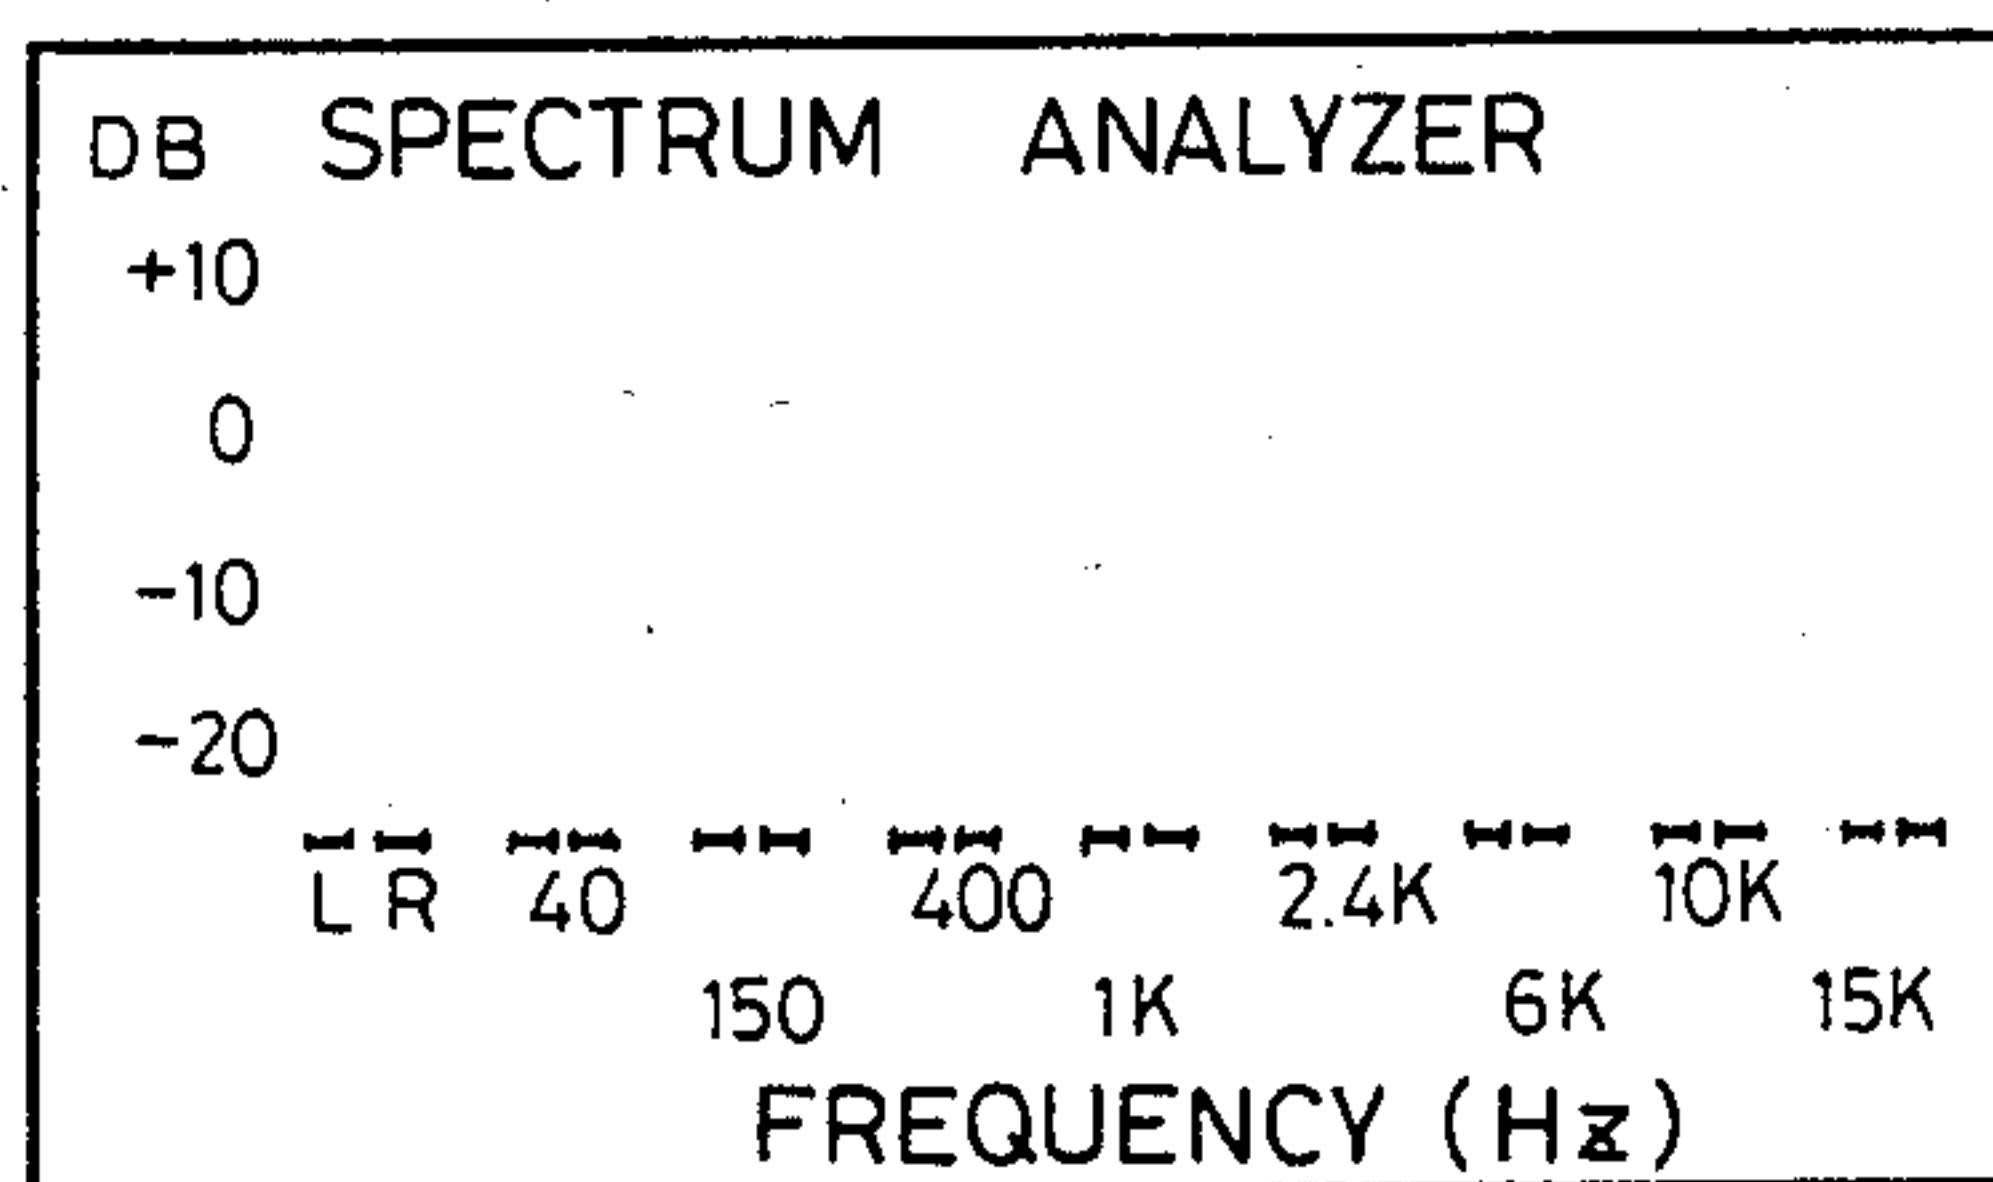 DB SPECTRUM ANALYZER
+10
0
-10
-20
L R 40 400 2.4K 10K
150 1K 6K 15K
FREQUENCY (Hz)